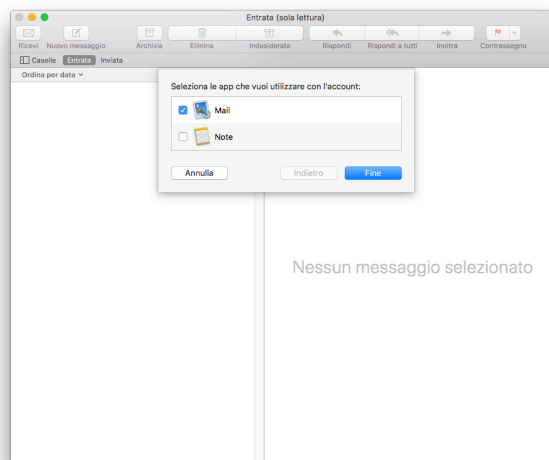 Entrata (sola lettura)
Ricevi Nuovo messaggio Archivia Elimina Indesiderata Rispondi Rispondi a tutti Inoltra Contrassegno
Caselle Entrata Inviata
Ordina per data
Seleziona le app che vuoi utilizzare con l'account:
Mail
Note
Annulla Indietro Fine
Nessun messaggio selezionato